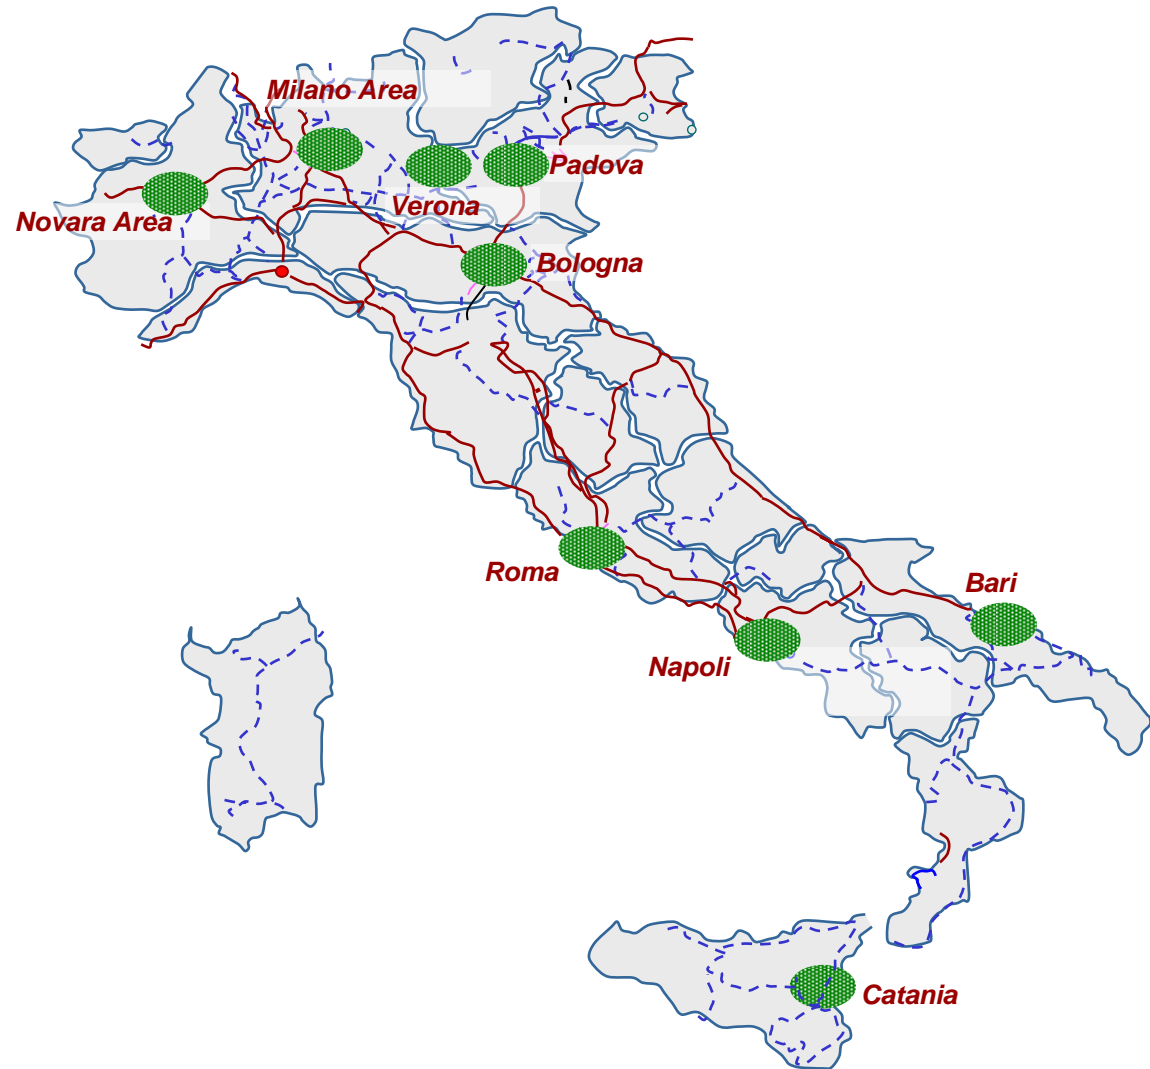 Milano Area
Padova
Verona
Novara Area
Bologna
Roma
Bari
Napoli
Catania